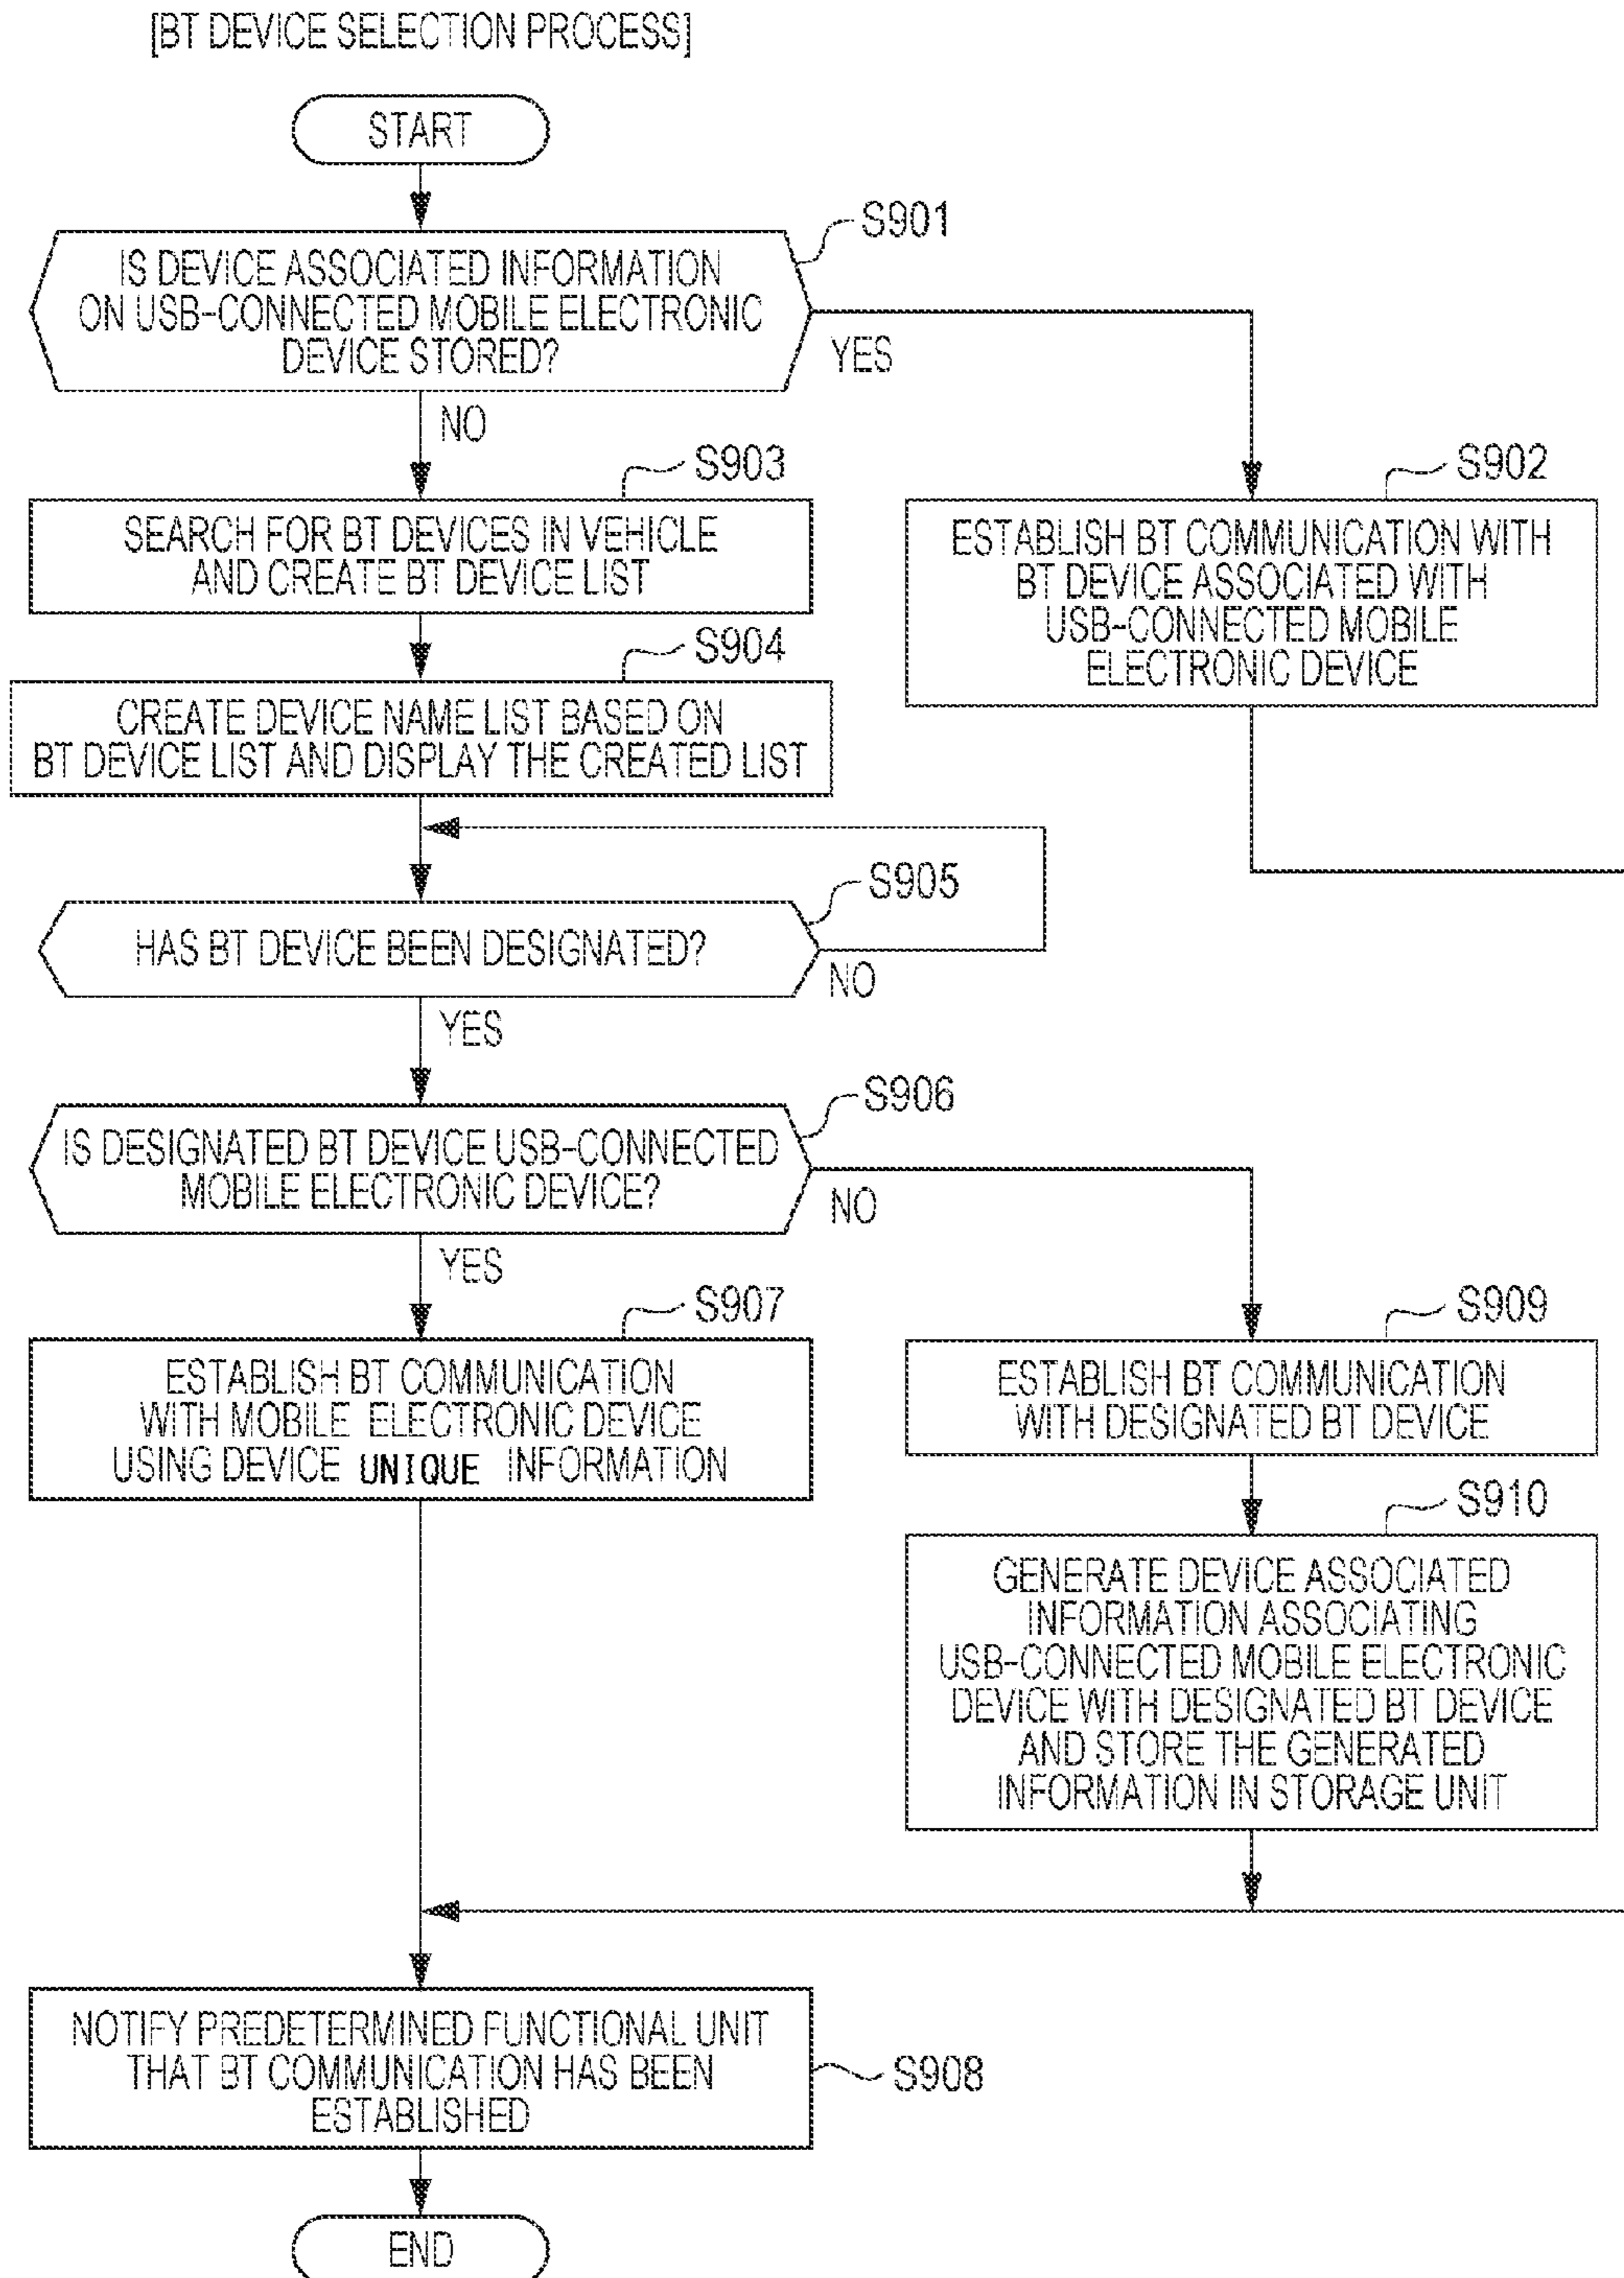 [BT DEVICE SELECTION PROCESS]
START
S901
IS DEVICE ASSOCIATED INFORMATION
ON USB-CONNECTED MOBILE ELECTRONIC
DEVICE STORED?
YES
NO
S903
SEARCH FOR BT DEVICES IN VEHICLE
AND CREATE BT DEVICE LIST
S902
ESTABLISH BT COMMUNICATION WITH
BT DEVICE ASSOCIATED WITH
USB-CONNECTED MOBILE
ELECTRONIC DEVICE
S904
CREATE DEVICE NAME LIST BASED ON
BT DEVICE LIST AND DISPLAY THE CREATED LIST
S905
HAS BT DEVICE BEEN DESIGNATED?
NO
YES
S906
IS DESIGNATED BT DEVICE USB-CONNECTED
MOBILE ELECTRONIC DEVICE?
NO
YES
S907
ESTABLISH BT COMMUNICATION
WITH MOBILE ELECTRONIC DEVICE
USING DEVICE UNIQUE INFORMATION
S909
ESTABLISH BT COMMUNICATION
WITH DESIGNATED BT DEVICE
S910
GENERATE DEVICE ASSOCIATED
INFORMATION ASSOCIATING
USB-CONNECTED MOBILE ELECTRONIC
DEVICE WITH DESIGNATED BT DEVICE
AND STORE THE GENERATED
INFORMATION IN STORAGE UNIT
NOTIFY PREDETERMINED FUNCTIONAL UNIT
THAT BT COMMUNICATION HAS BEEN
ESTABLISHED
S908
END